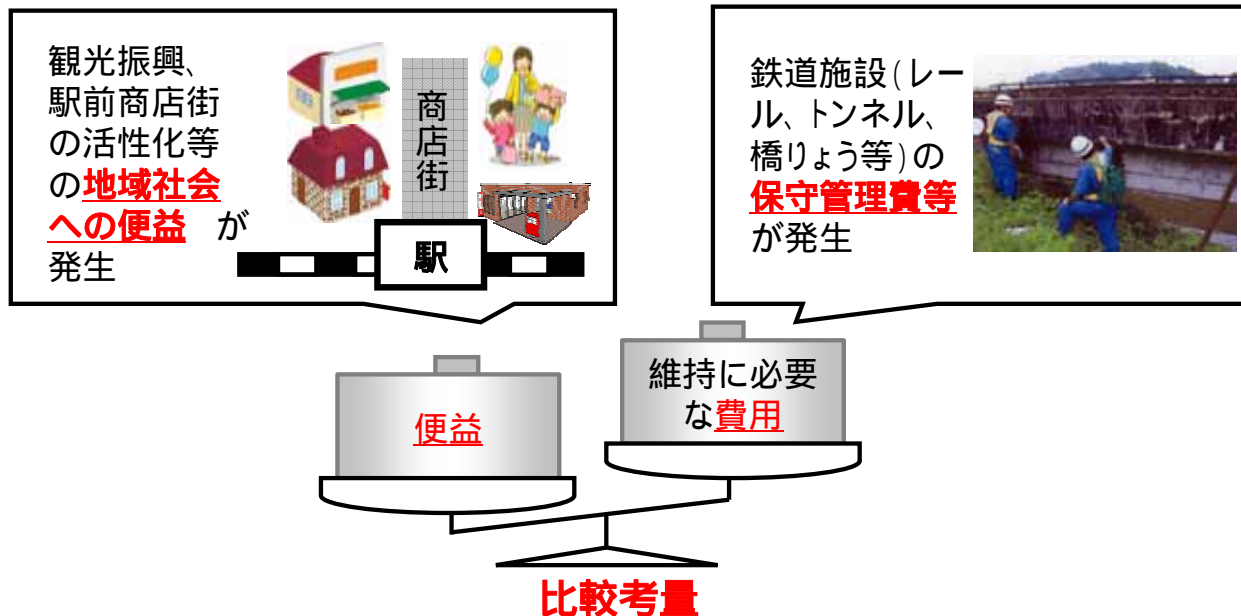 観光振興、
駅前商店街
の活性化等
の地域社会
への便益 が
発生
商店街
駅
鉄道施設(レー
ル、トンネル、
橋りょう等)の
保守管理費等
が発生
便益
維持に必要
な費用
比較考量